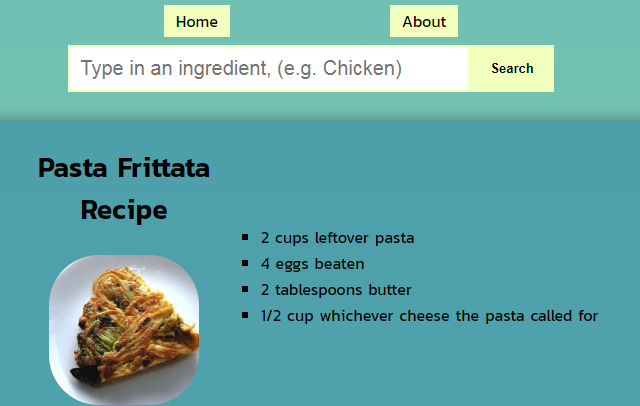 Home
About
Type in an ingredient, (e.g. Chicken)
Search
Pasta Frittata
Recipe
2 cups leftover pasta
4 eggs beaten
2 tablespoons butter
1/2 cup whichever cheese the pasta called for